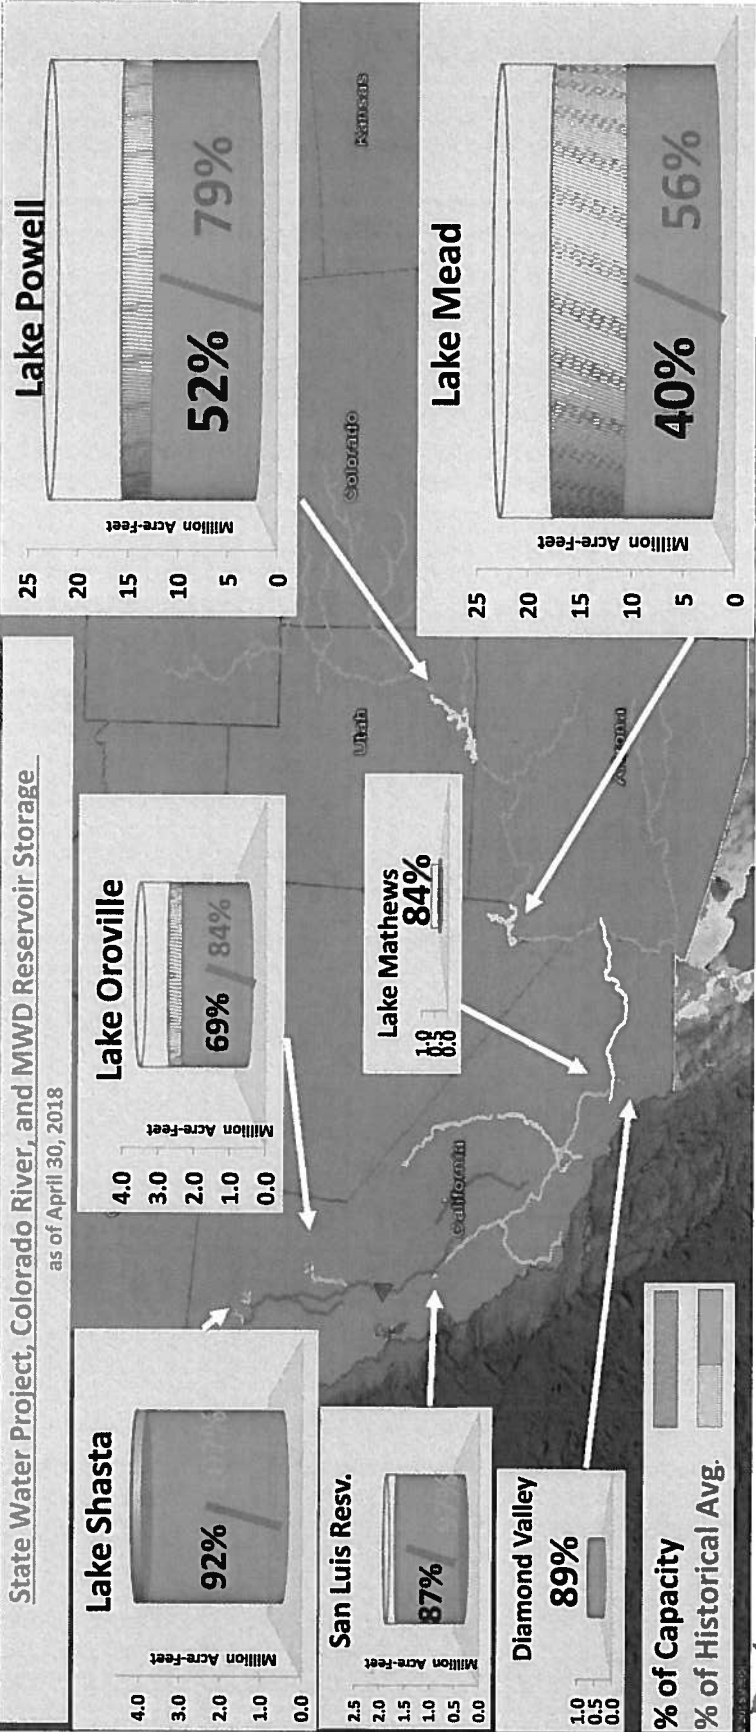 State Water Project, Colorado River, and MWD Reservoir Storage
as of April 30, 2018
Lake Shasta
Million Acre-Feet
4.0
3.0
2.0
1.0
0.0
92% /
San Luis Resv.
Million Acre-Feet
2.5
2.0
1.5
1.0
0.5
0.0
87% /
Diamond Valley
1.0
0.5
0.0
89%
% of Capacity
% of Historical Avg.
Lake Oroville
Million Acre-Feet
4.0
3.0
2.0
1.0
0.0
69% / 84%
Lake Mathews
1.0
0.5
0.0
84%
California
Utah
Arizona
Colorado
Kansas
Lake Powell
Million Acre-Feet
25
20
15
10
5
0
52% / 79%
Lake Mead
Million Acre-Feet
25
20
15
10
5
0
40% / 56%